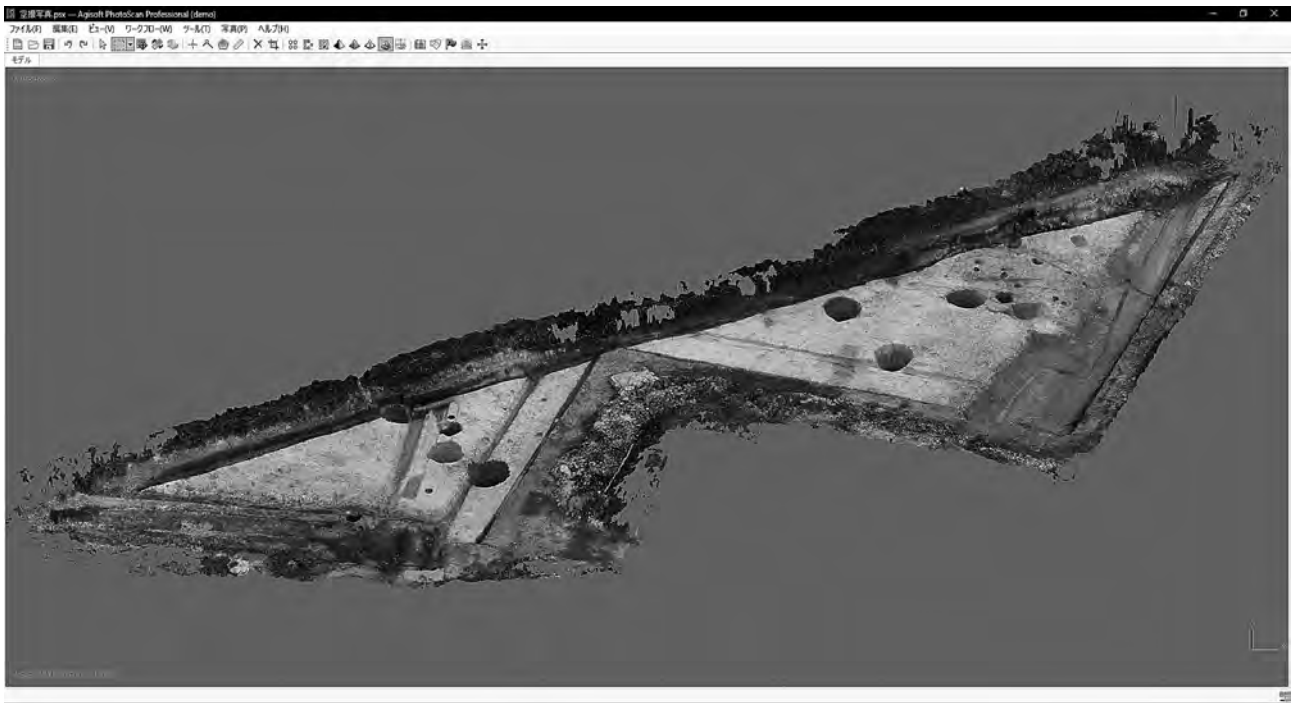 空撮写真.psx — Agisoft PhotoScan Professional (demo)
ファイル(F) 編集(E) ビュー(V) ワークフロー(W) ツール(T) 写真(P) ヘルプ(H)
モデル